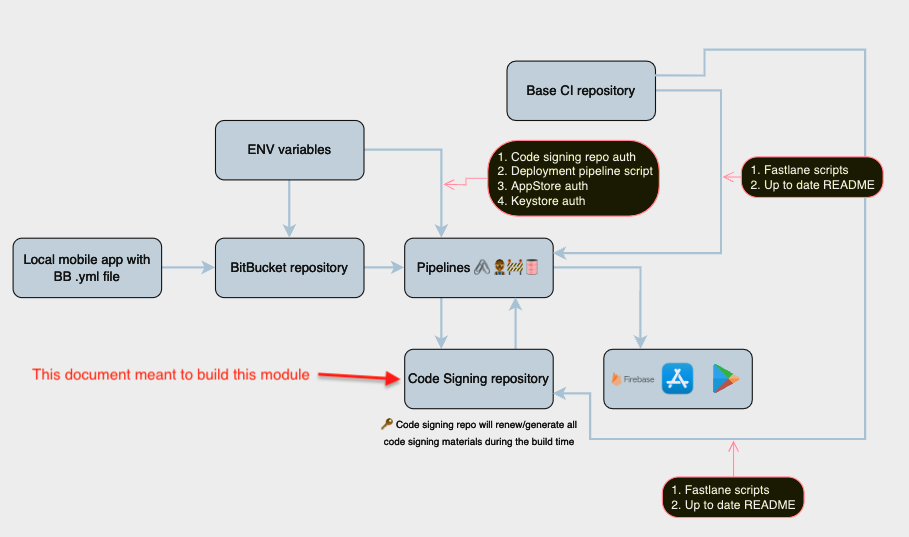 Base CI repository
ENV variables
1. Code signing repo auth
2. Deployment pipeline script
3. AppStore auth
4. Keystore auth
1. Fastlane scripts
2. Up to date README
Local mobile app with
BB .yml file
BitBucket repository
Pipelines
This document meant to build this module
Code Signing repository
Firebase
Code signing repo will renew/generate all
code signing materials during the build time
1. Fastlane scripts
2. Up to date README